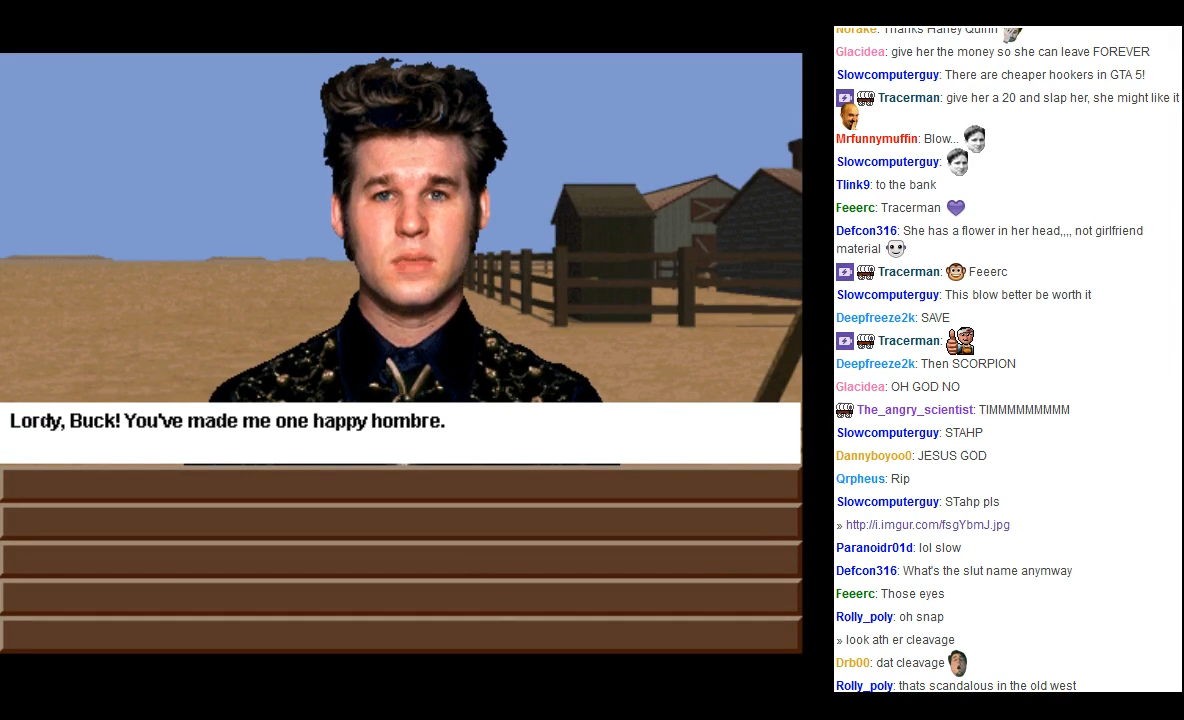 Lordy, Buck! You've made me one happy hombre.
Norake: Thanks Harley Quinn
Glacidea: give her the money so she can leave FOREVER
Slowcomputerguy: There are cheaper hookers in GTA 5!
Tracerman: give her a 20 and slap her, she might like it
Mrfunnymuffin: Blow...
Slowcomputerguy:
Tlink9: to the bank
Feeerc: Tracerman
Defcon316: She has a flower in her head,,,, not girlfriend
material
Tracerman: Feeerc
Slowcomputerguy: This blow better be worth it
Deepfreeze2k: SAVE
Tracerman:
Deepfreeze2k: Then SCORPION
Glacidea: OH GOD NO
The_angry_scientist: TIMMMMMMMMM
Slowcomputerguy: STAHP
Dannyboyoo0: JESUS GOD
Qrpheus: Rip
Slowcomputerguy: STahp pls
» http://i.imgur.com/fsgYbmJ.jpg
Paranoidr01d: lol slow
Defcon316: What's the slut name anymway
Feeerc: Those eyes
Rolly_poly: oh snap
» look ath er cleavage
Drb00: dat cleavage
Rolly_poly: thats scandalous in the old west